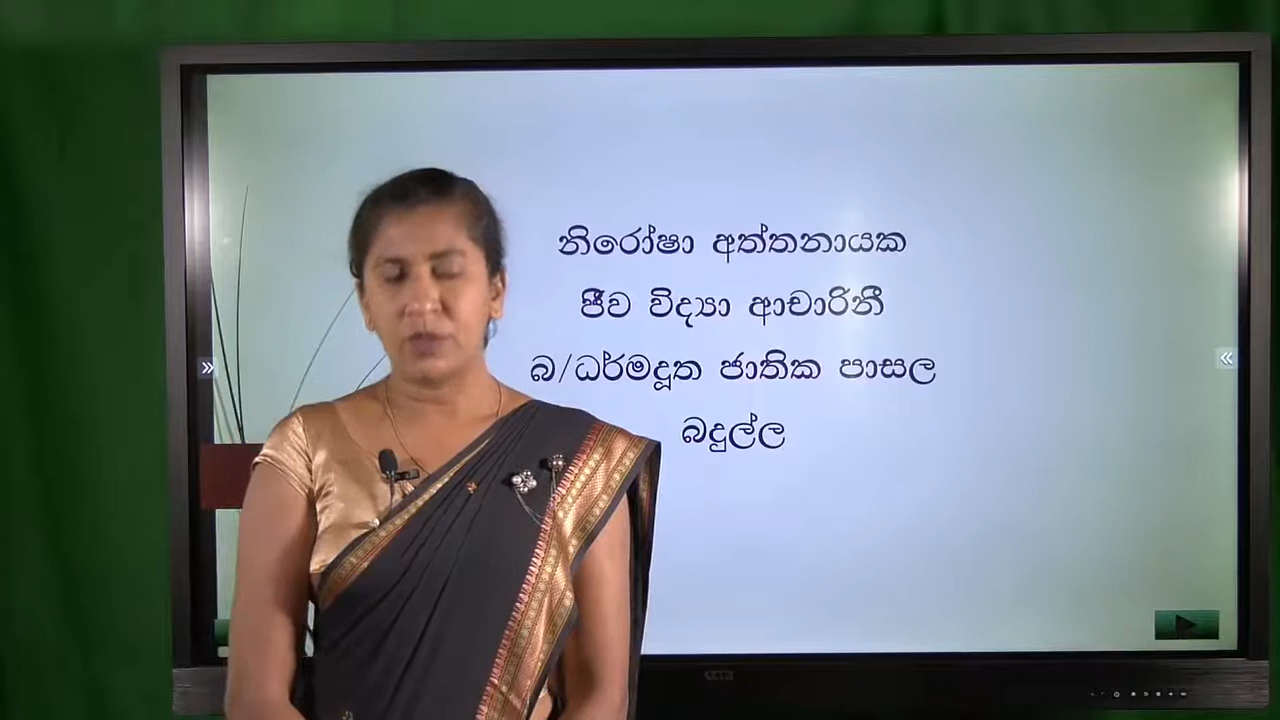 නිරෝෂා අත්තනායක
ජීව විද්‍යා ආචාරිනී
බ/ධර්මදූත ජාතික පාසල
බදුල්ල